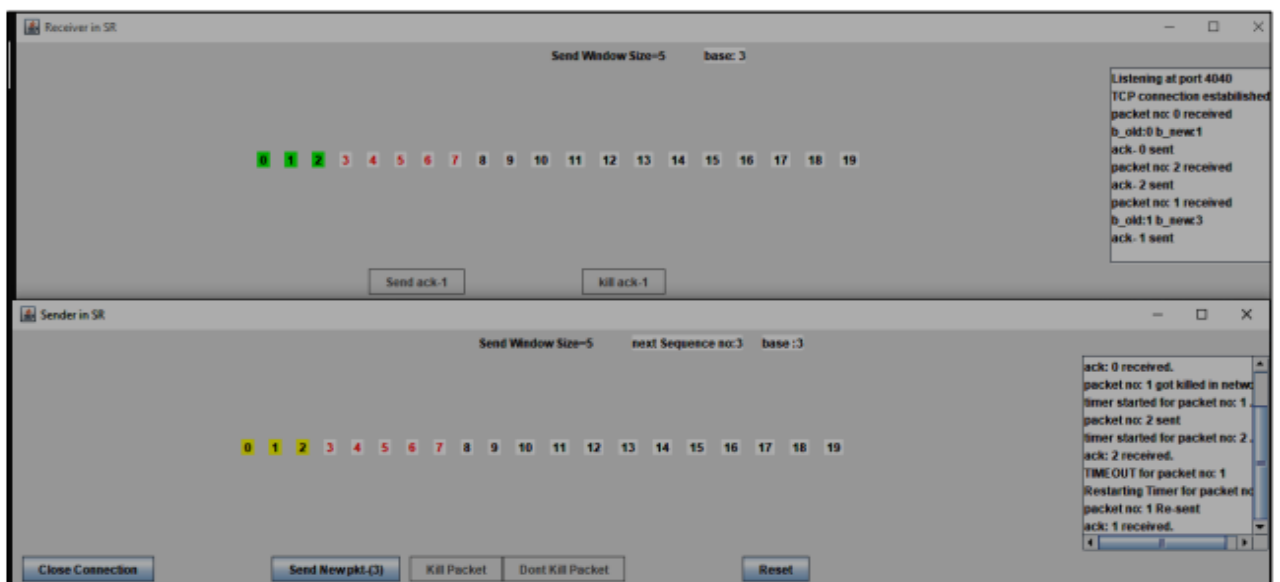 Receiver in SR
Send Window Size=5 base: 3
Listening at port 4040
TCP connection estabilished
packet no: 0 received
b_old:0 b_new:1
ack- 0 sent
packet no: 2 received
ack- 2 sent
packet no: 1 received
b_old:1 b_new:3
ack- 1 sent
0 1 2 3 4 5 6 7 8 9 10 11 12 13 14 15 16 17 18 19
Send ack-1 kill ack-1
Sender in SR
Send Window Size=5 next Sequence no:3 base :3
ack: 0 received.
packet no: 1 got killed in netwo
timer started for packet no: 1 .
packet no: 2 sent
timer started for packet no: 2 .
ack: 2 received.
TIMEOUT for packet no: 1
Restarting Timer for packet no
packet no: 1 Re-sent
ack: 1 received.
0 1 2 3 4 5 6 7 8 9 10 11 12 13 14 15 16 17 18 19
Close Connection Send New pkt-(3) Kill Packet Dont Kill Packet Reset